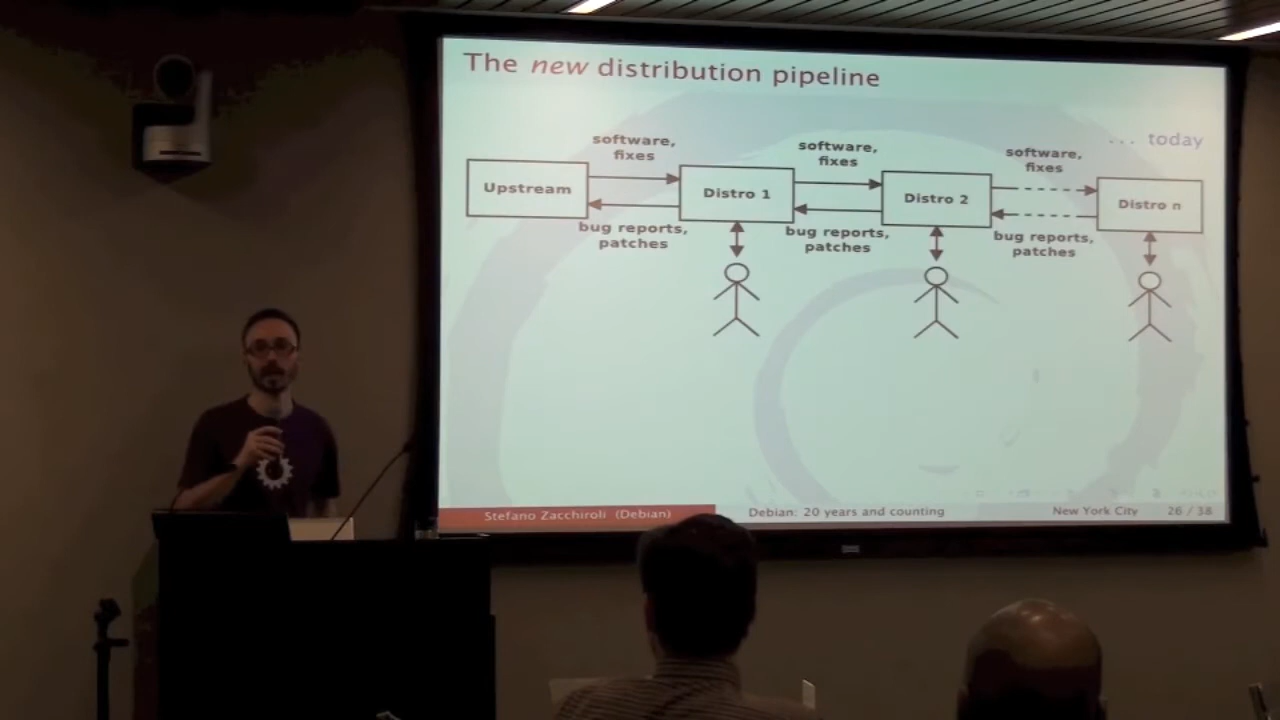 The new distribution pipeline
... today
software,
fixes
software,
fixes
software,
fixes
Upstream
Distro 1
Distro 2
Distro n
bug reports,
patches
bug reports,
patches
bug reports,
patches
Stefano Zacchiroli (Debian)
Debian: 20 years and counting
New York City
26 / 38